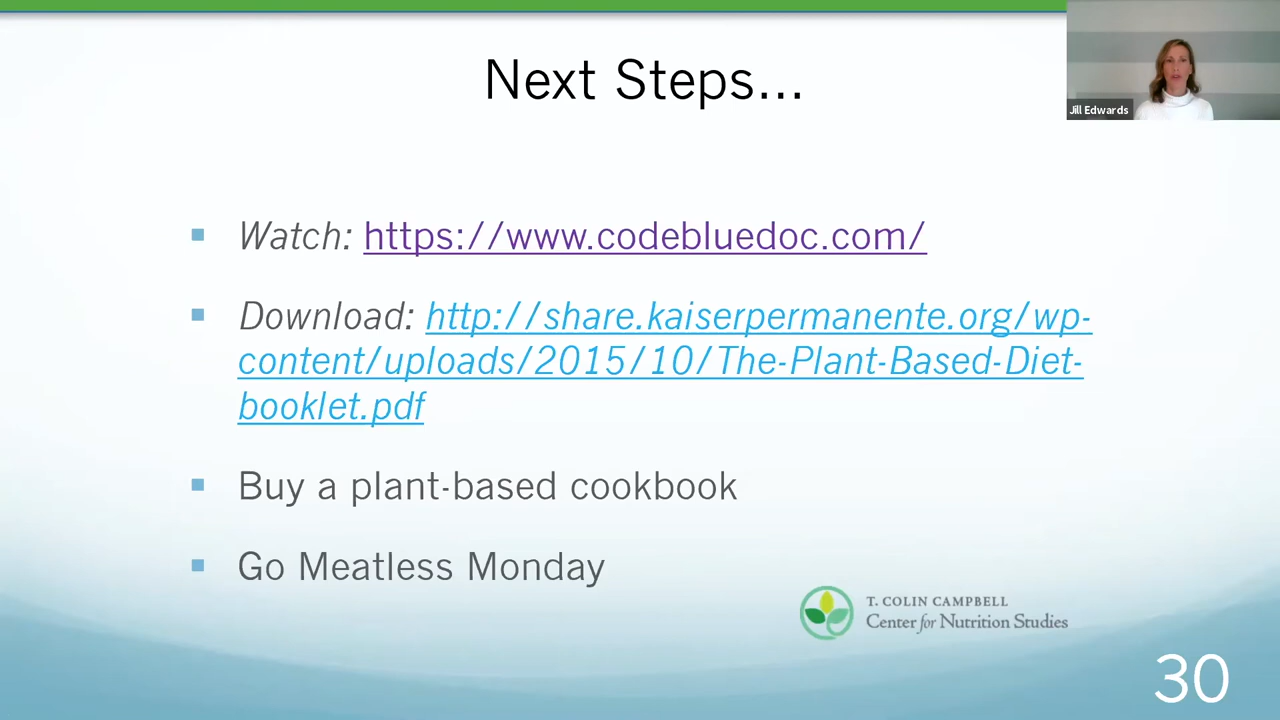 Next Steps...
Jill Edwards
Watch: https://www.codebluedoc.com/
Download: http://share.kaiserpermanente.org/wp-
content/uploads/2015/10/The-Plant-Based-Diet-
booklet.pdf
Buy a plant-based cookbook
Go Meatless Monday
T. COLIN CAMPBELL
Center for Nutrition Studies
30